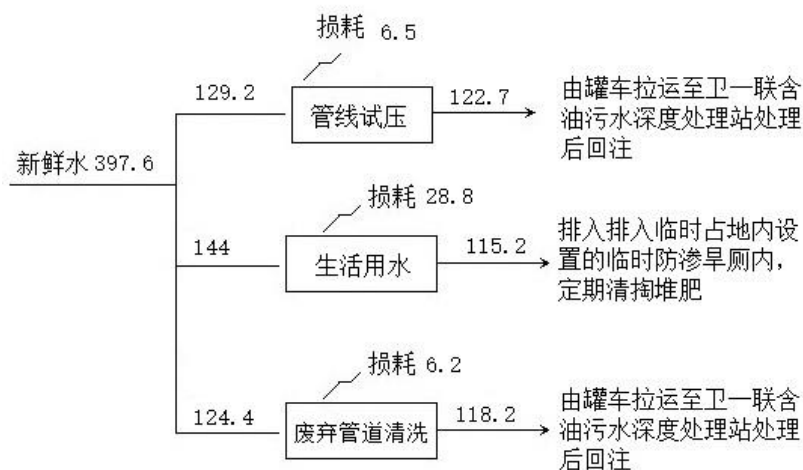 损耗 6.5
129.2
管线试压
122.7
由罐车拉运至卫一联含
油污水深度处理站处理
后回注
新鲜水 397.6
损耗 28.8
144
生活用水
115.2
排入排入临时占地内设
置的临时防渗旱厕内，
定期清掏堆肥
损耗 6.2
124.4
废弃管道清洗
118.2
由罐车拉运至卫一联含
油污水深度处理站处理
后回注